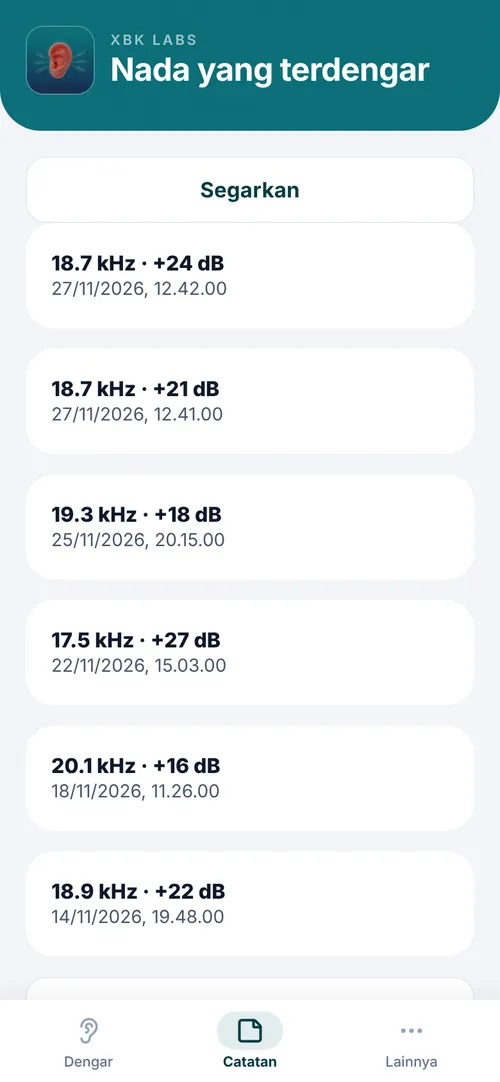 XBK LABS
Nada yang terdengar
Segarkan
18.7 kHz · +24 dB
27/11/2026, 12.42.00
18.7 kHz · +21 dB
27/11/2026, 12.41.00
19.3 kHz · +18 dB
25/11/2026, 20.15.00
17.5 kHz · +27 dB
22/11/2026, 15.03.00
20.1 kHz · +16 dB
18/11/2026, 11.26.00
18.9 kHz · +22 dB
14/11/2026, 19.48.00
Dengar
Catatan
Lainnya